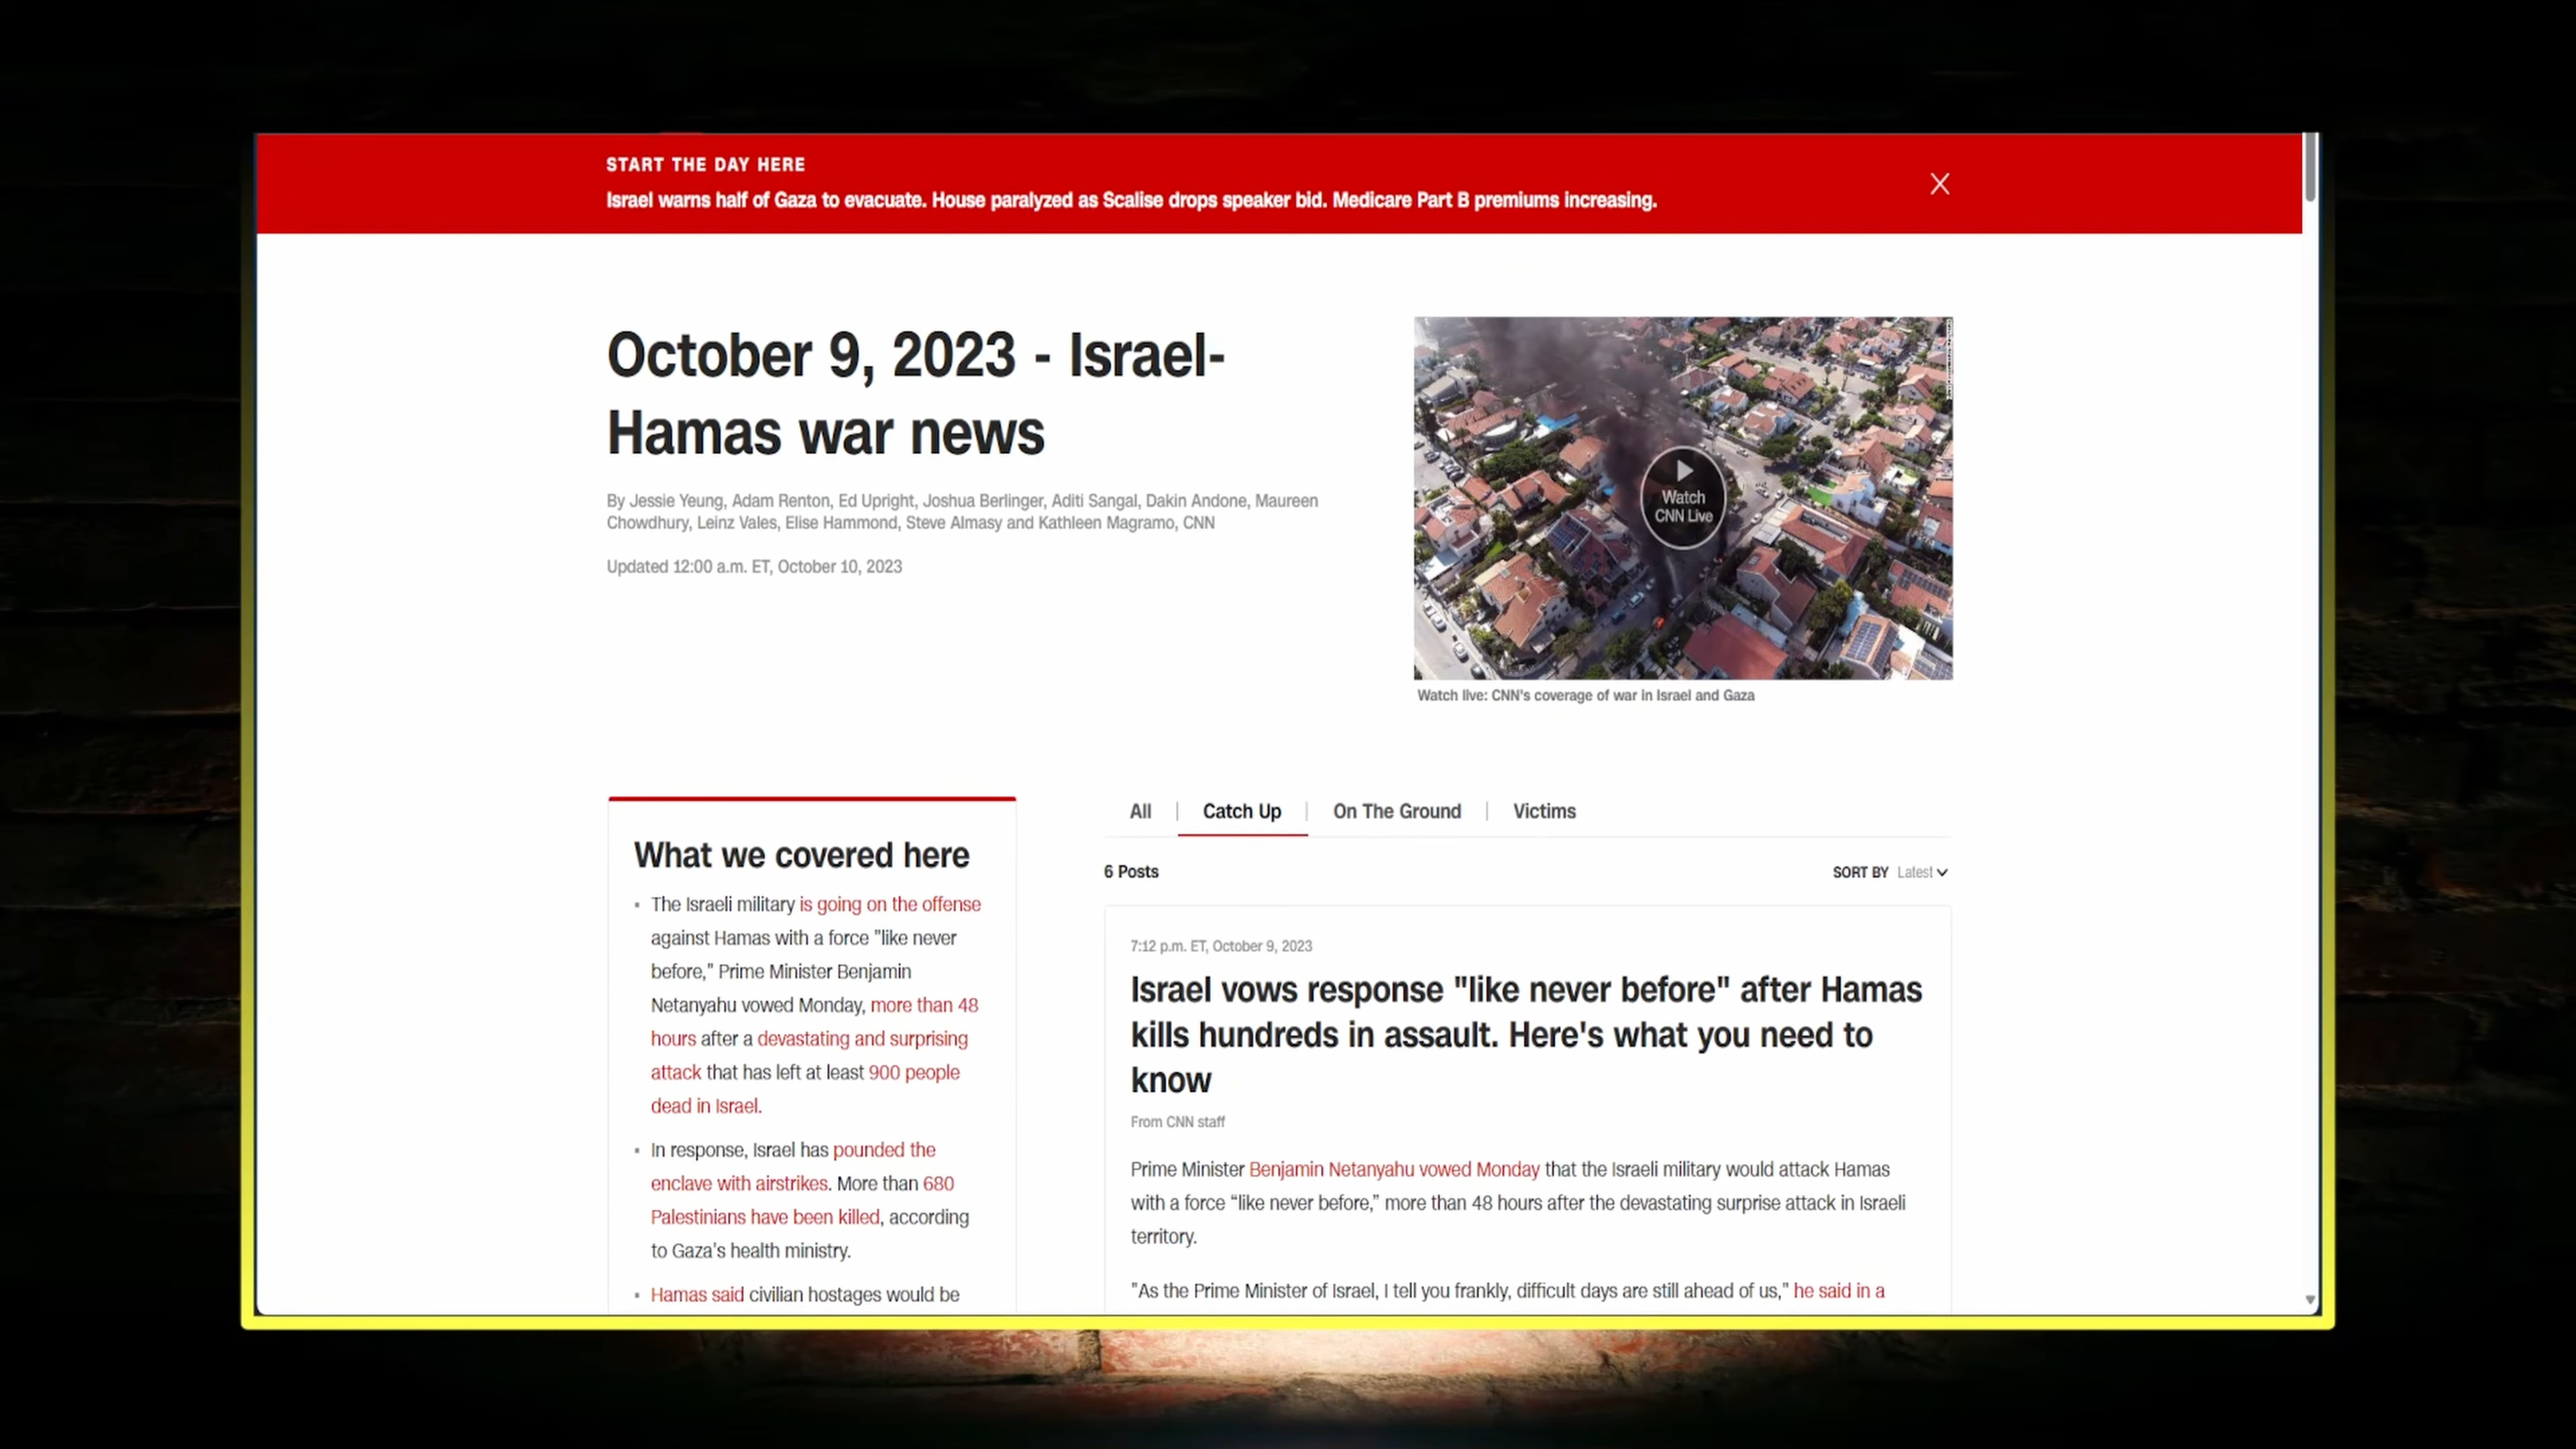 START THE DAY HERE
Israel warns half of Gaza to evacuate. House paralyzed as Scalise drops speaker bid. Medicare Part B premiums increasing.
October 9, 2023 - Israel-
Hamas war news
By Jessie Yeung, Adam Renton, Ed Upright, Joshua Berlinger, Aditi Sangal, Dakin Andone, Maureen
Chowdhury, Leinz Vales, Elise Hammond, Steve Almasy and Kathleen Magramo, CNN
Updated 12:00 a.m. ET, October 10, 2023
Watch
CNN Live
Watch live: CNN's coverage of war in Israel and Gaza
What we covered here
• The Israeli military is going on the offense
against Hamas with a force "like never
before," Prime Minister Benjamin
Netanyahu vowed Monday, more than 48
hours after a devastating and surprising
attack that has left at least 900 people
dead in Israel.
• In response, Israel has pounded the
enclave with airstrikes. More than 680
Palestinians have been killed, according
to Gaza's health ministry.
• Hamas said civilian hostages would be
All | Catch Up | On The Ground | Victims
6 Posts SORT BY Latest
7:12 p.m. ET, October 9, 2023
Israel vows response "like never before" after Hamas
kills hundreds in assault. Here's what you need to
know
From CNN staff
Prime Minister Benjamin Netanyahu vowed Monday that the Israeli military would attack Hamas
with a force “like never before,” more than 48 hours after the devastating surprise attack in Israeli
territory.
"As the Prime Minister of Israel, I tell you frankly, difficult days are still ahead of us," he said in a